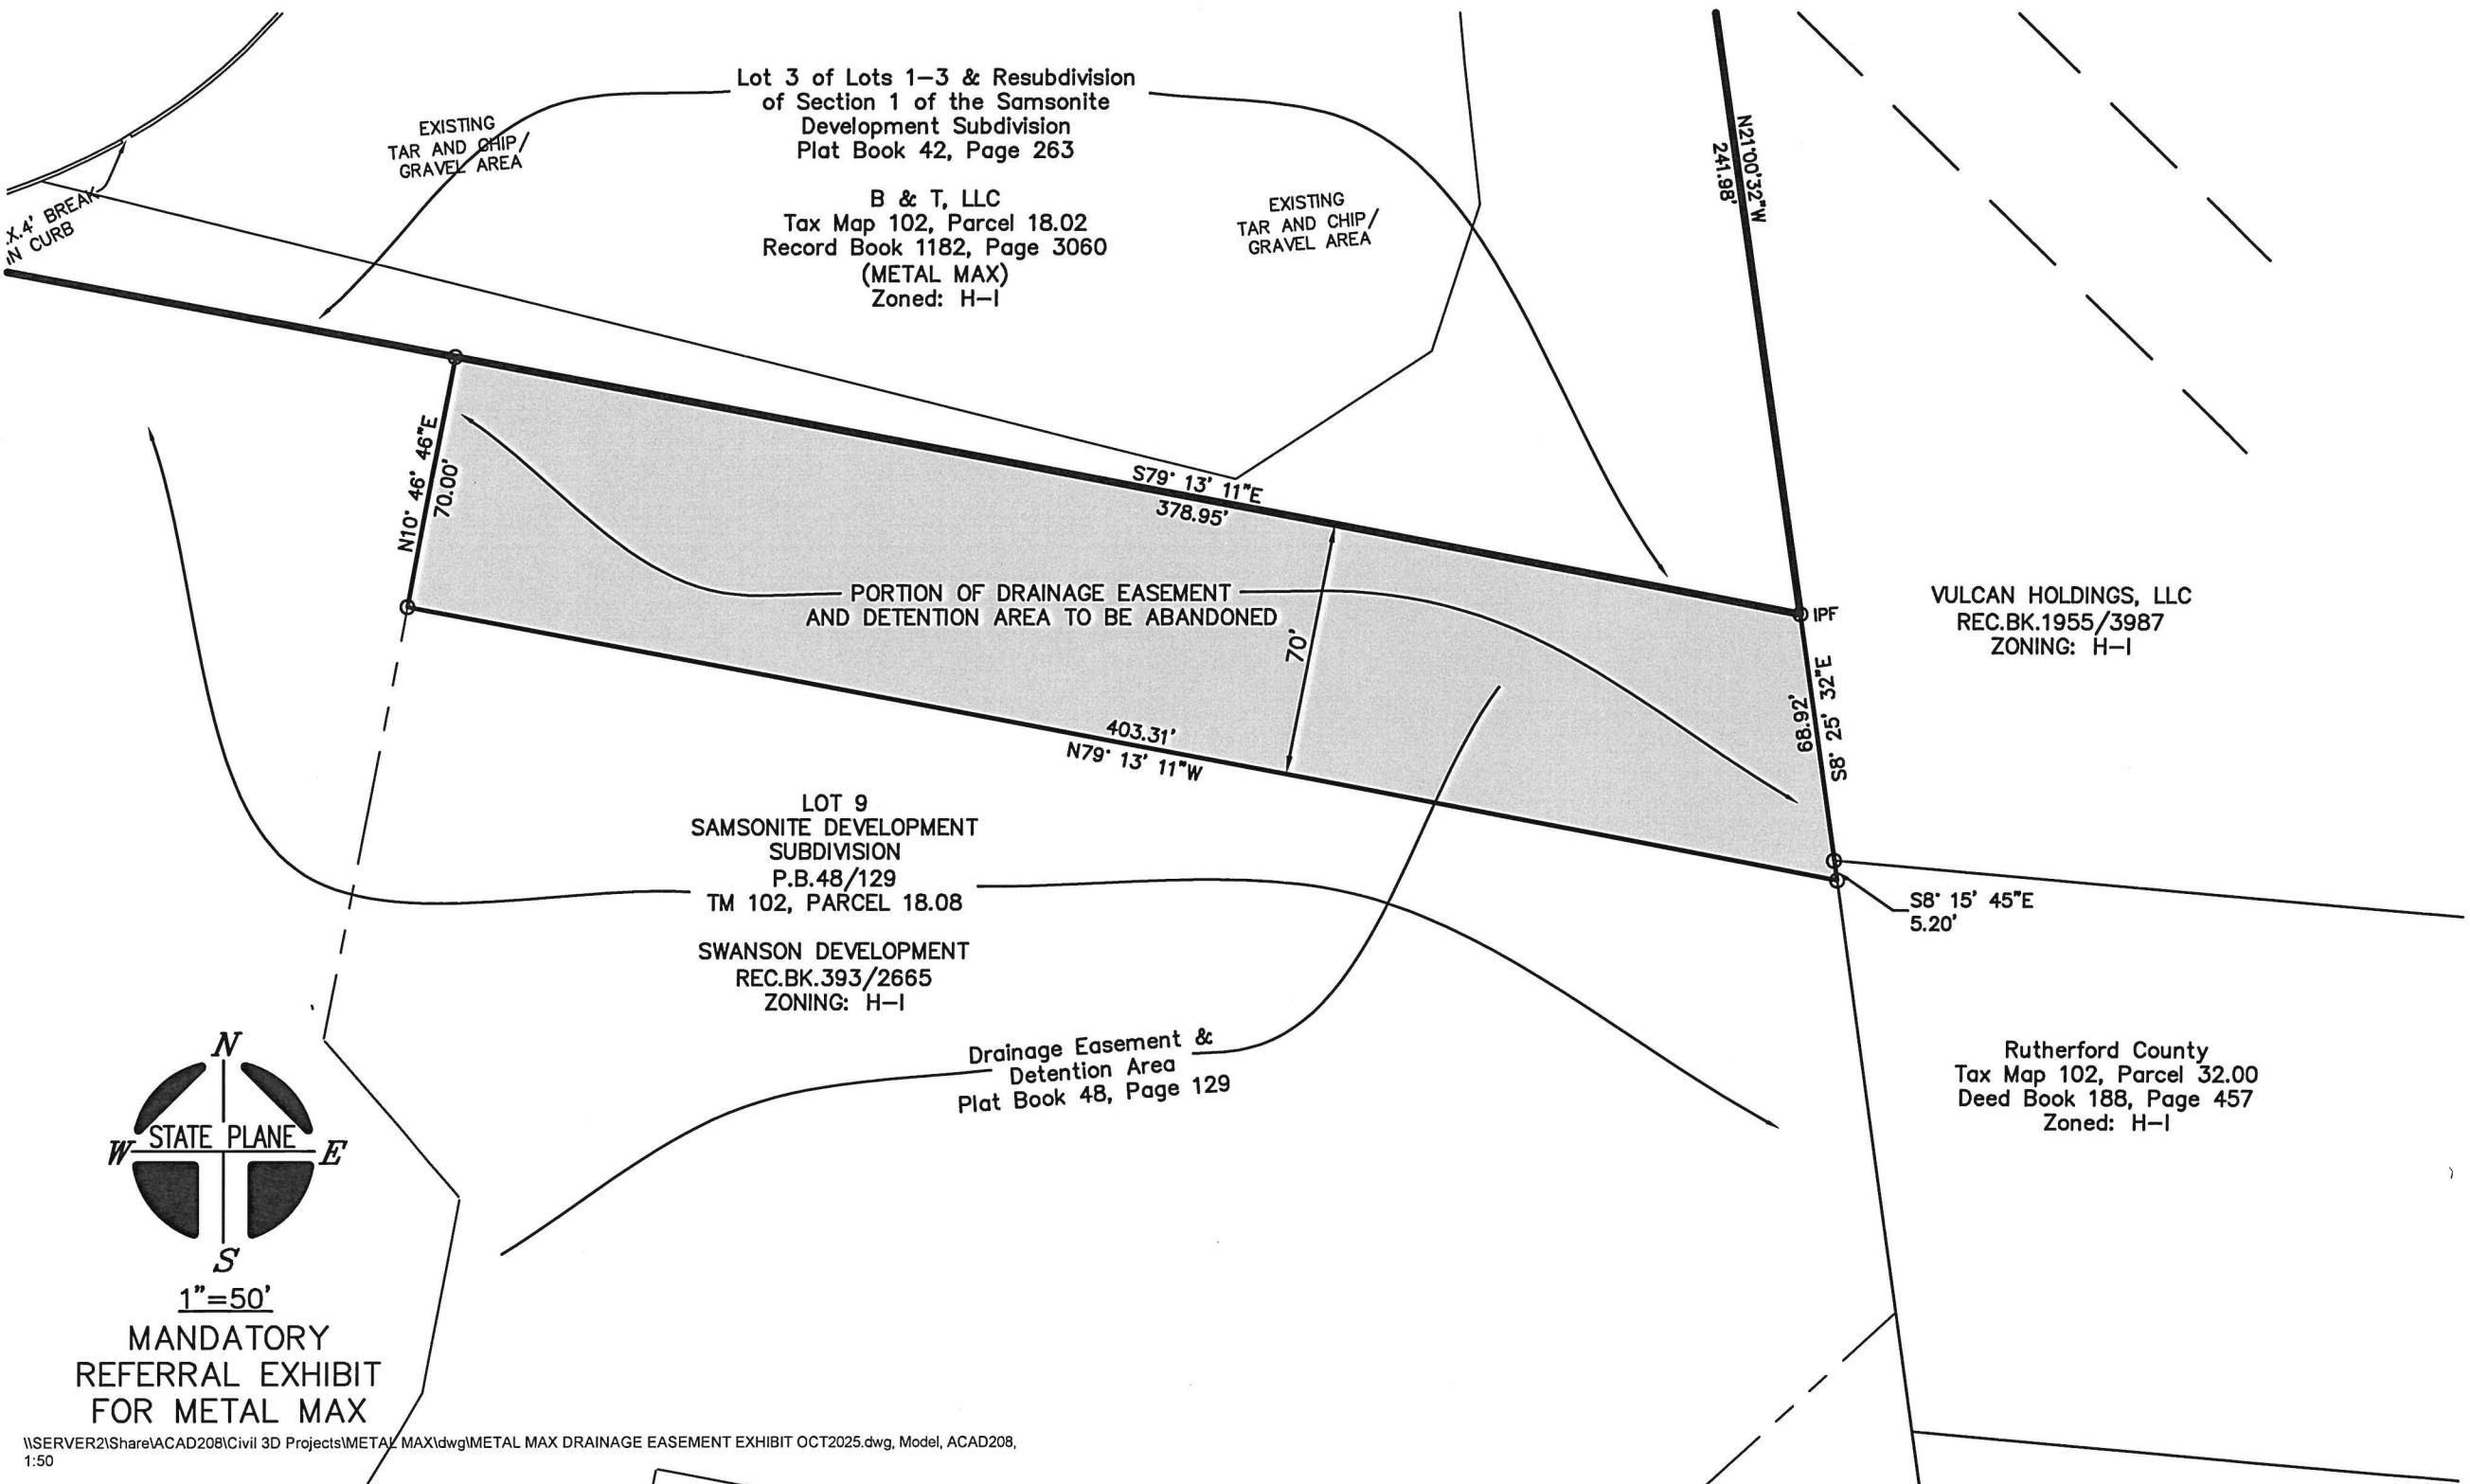 Lot 3 of Lots 1-3 & Resubdivision
of Section 1 of the Samsonite
Development Subdivision
Plat Book 42, Page 263
B & T, LLC
Tax Map 102, Parcel 18.02
Record Book 1182, Page 3060
(METAL MAX)
Zoned: H-I
EXISTING
TAR AND CHIP/
GRAVEL AREA
EXISTING
TAR AND CHIP/
GRAVEL AREA
.X.4' BREAK
IN CURB
N21°00'32"W
241.98'
N10° 46' 46"E
70.00'
S79° 13' 11"E
378.95'
PORTION OF DRAINAGE EASEMENT
AND DETENTION AREA TO BE ABANDONED
70'
IPF
VULCAN HOLDINGS, LLC
REC.BK.1955/3987
ZONING: H-I
68.92'
S8° 25' 32"E
403.31'
N79° 13' 11"W
LOT 9
SAMSONITE DEVELOPMENT
SUBDIVISION
P.B.48/129
TM 102, PARCEL 18.08
SWANSON DEVELOPMENT
REC.BK.393/2665
ZONING: H-I
S8° 15' 45"E
5.20'
Drainage Easement &
Detention Area
Plat Book 48, Page 129
Rutherford County
Tax Map 102, Parcel 32.00
Deed Book 188, Page 457
Zoned: H-I
N
W STATE PLANE E
S
1"=50'
MANDATORY
REFERRAL EXHIBIT
FOR METAL MAX
\\SERVER2\Share\ACAD208\Civil 3D Projects\METAL MAX\dwg\METAL MAX DRAINAGE EASEMENT EXHIBIT OCT2025.dwg, Model, ACAD208,
1:50